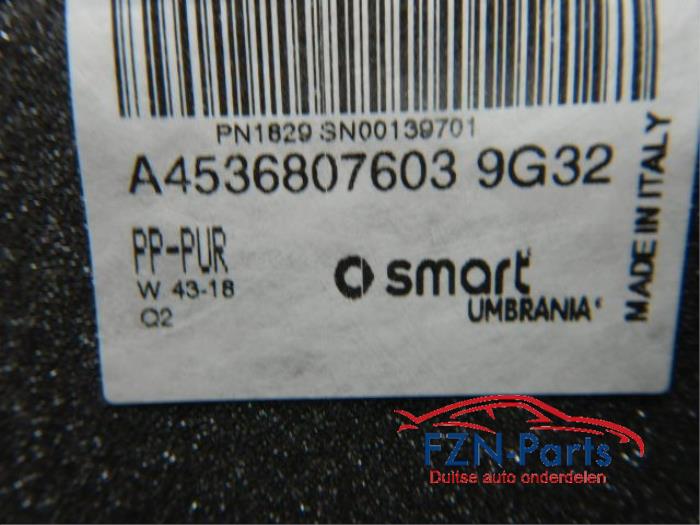 PN1829 SN00139701
A4536807603 9G32
PP-PUR
W 43-18
Q2
smart
UMBRANIA
MADE IN ITALY
FZN-Parts
Duitse auto onderdelen